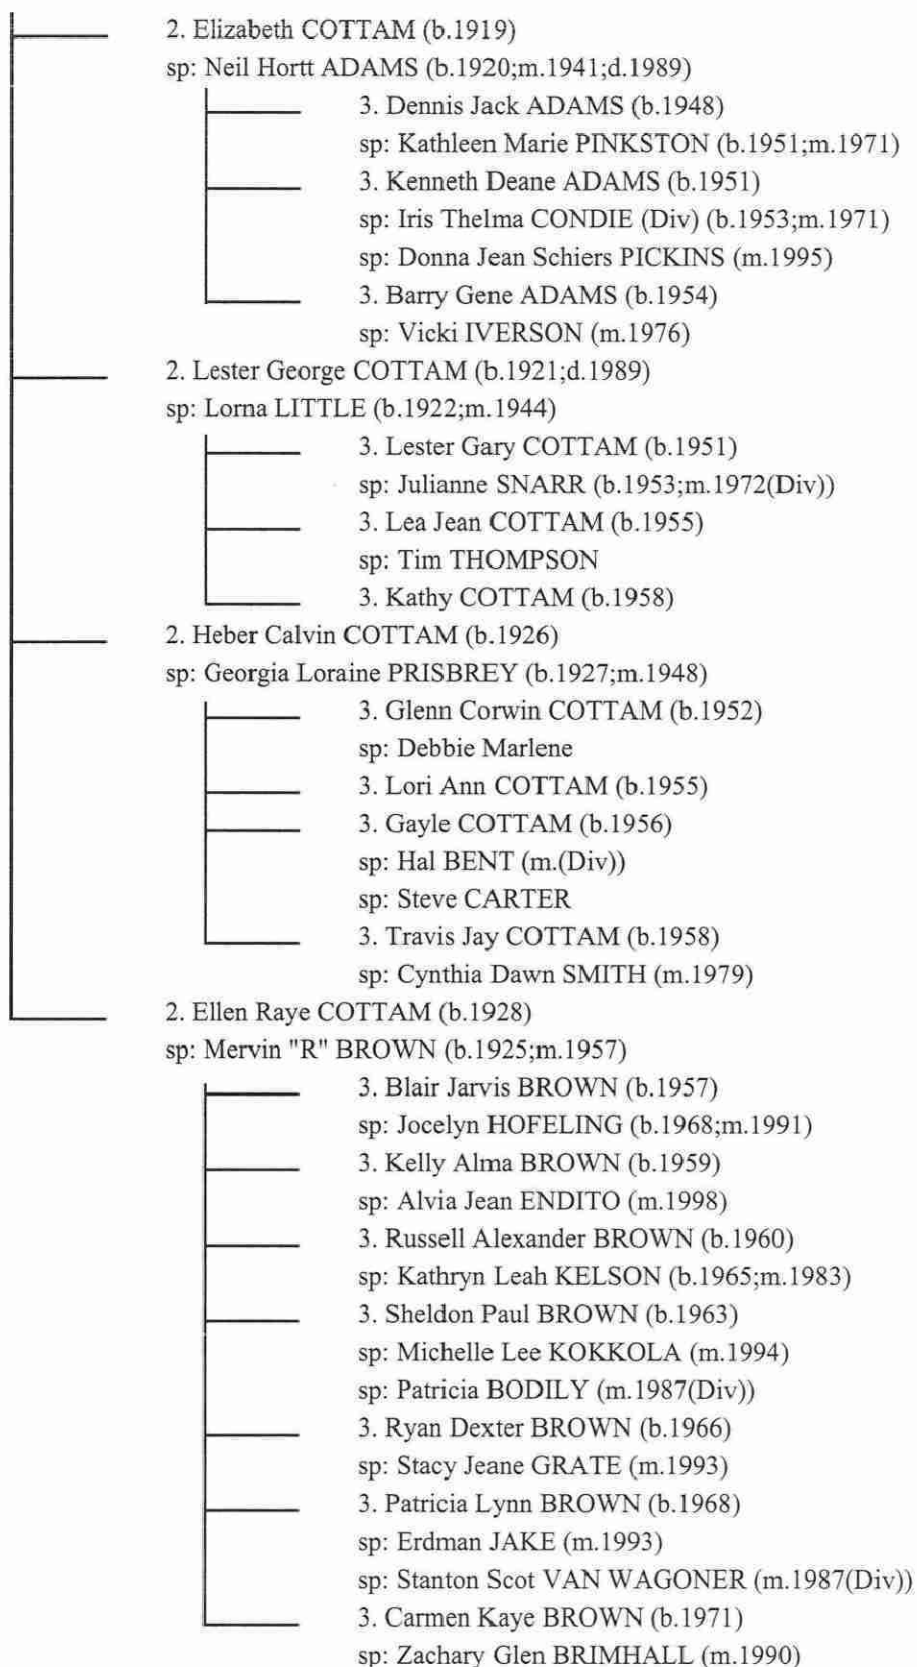 2. Elizabeth COTTAM (b.1919)
sp: Neil Hortt ADAMS (b.1920;m.1941;d.1989)
3. Dennis Jack ADAMS (b.1948)
sp: Kathleen Marie PINKSTON (b.1951;m.1971)
3. Kenneth Deane ADAMS (b.1951)
sp: Iris Thelma CONDIE (Div) (b.1953;m.1971)
sp: Donna Jean Schiers PICKINS (m.1995)
3. Barry Gene ADAMS (b.1954)
sp: Vicki IVERSON (m.1976)
2. Lester George COTTAM (b.1921;d.1989)
sp: Lorna LITTLE (b.1922;m.1944)
3. Lester Gary COTTAM (b.1951)
sp: Julianne SNARR (b.1953;m.1972(Div))
3. Lea Jean COTTAM (b.1955)
sp: Tim THOMPSON
3. Kathy COTTAM (b.1958)
2. Heber Calvin COTTAM (b.1926)
sp: Georgia Loraine PRISBREY (b.1927;m.1948)
3. Glenn Corwin COTTAM (b.1952)
sp: Debbie Marlene
3. Lori Ann COTTAM (b.1955)
3. Gayle COTTAM (b.1956)
sp: Hal BENT (m.(Div))
sp: Steve CARTER
3. Travis Jay COTTAM (b.1958)
sp: Cynthia Dawn SMITH (m.1979)
2. Ellen Raye COTTAM (b.1928)
sp: Mervin "R" BROWN (b.1925;m.1957)
3. Blair Jarvis BROWN (b.1957)
sp: Jocelyn HOFELING (b.1968;m.1991)
3. Kelly Alma BROWN (b.1959)
sp: Alvia Jean ENDITO (m.1998)
3. Russell Alexander BROWN (b.1960)
sp: Kathryn Leah KELSON (b.1965;m.1983)
3. Sheldon Paul BROWN (b.1963)
sp: Michelle Lee KOKKOLA (m.1994)
sp: Patricia BODILY (m.1987(Div))
3. Ryan Dexter BROWN (b.1966)
sp: Stacy Jeane GRATE (m.1993)
3. Patricia Lynn BROWN (b.1968)
sp: Erdman JAKE (m.1993)
sp: Stanton Scot VAN WAGONER (m.1987(Div))
3. Carmen Kaye BROWN (b.1971)
sp: Zachary Glen BRIMHALL (m.1990)